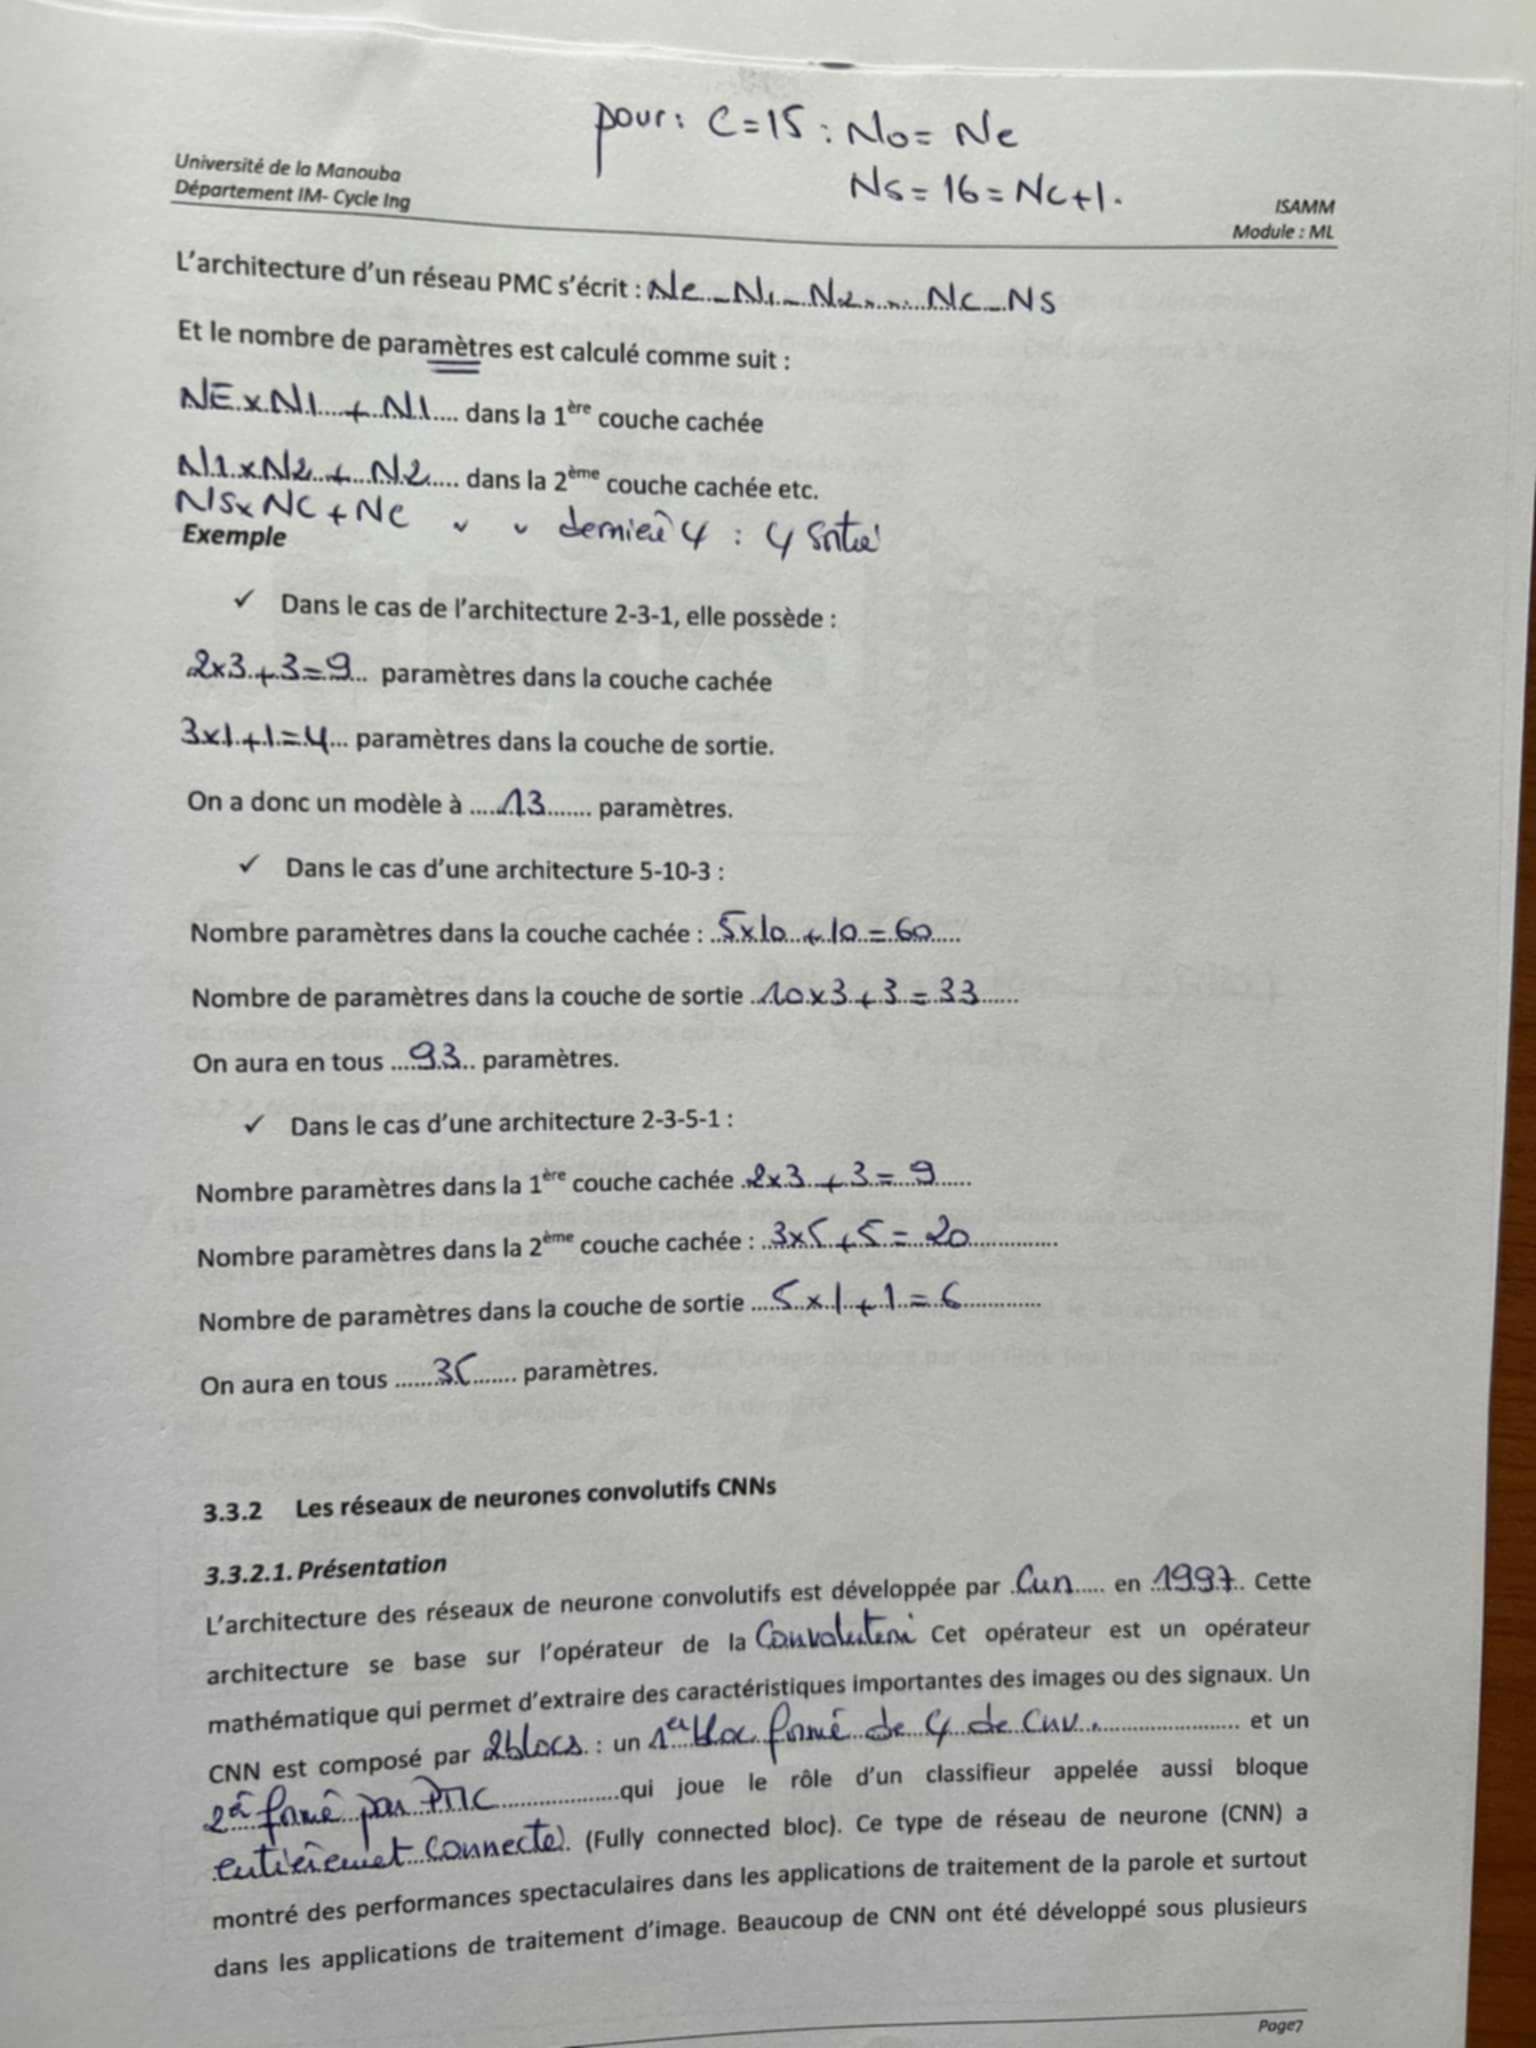 pour : C=15 : No= Ne
Ns = 16 = Nc+1.
Université de la Manouba
Département IM- Cycle Ing
ISAMM
Module : ML
L'architecture d'un réseau PMC s'écrit : Ne - N1 - N2 .... Nc - NS
Et le nombre de paramètres est calculé comme suit :
NE x N1 + N1 .... dans la 1ère couche cachée
N1 x N2 + N2 ..... dans la 2ème couche cachée etc.
NS x NC + NC " " dernière 4 : 4 Sortie
Exemple
✓ Dans le cas de l'architecture 2-3-1, elle possède :
2x3+3=9... paramètres dans la couche cachée
3x1+1=4... paramètres dans la couche de sortie.
On a donc un modèle à .....13....... paramètres.
✓ Dans le cas d'une architecture 5-10-3 :
Nombre paramètres dans la couche cachée : ..5x10 + 10 = 60.....
Nombre de paramètres dans la couche de sortie ..10x3+3=33......
On aura en tous ....93... paramètres.
✓ Dans le cas d'une architecture 2-3-5-1 :
Nombre paramètres dans la 1ère couche cachée .2x3 + 3 = 9.....
Nombre paramètres dans la 2ème couche cachée : ..3x5+5 = 20..............
Nombre de paramètres dans la couche de sortie .....5x1+1=6.............
On aura en tous .......35........ paramètres.
3.3.2 Les réseaux de neurones convolutifs CNNs
3.3.2.1. Présentation
L'architecture des réseaux de neurone convolutifs est développée par .Cun..... en .1997.. Cette
architecture se base sur l'opérateur de la Convolution Cet opérateur est un opérateur
mathématique qui permet d'extraire des caractéristiques importantes des images ou des signaux. Un
CNN est composé par 2blocs : un 1er bloc formé de 4 de Cnv. ..................... et un
2è formé par PMC ....................qui joue le rôle d'un classifieur appelée aussi bloque
entièremet connecté. (Fully connected bloc). Ce type de réseau de neurone (CNN) a
montré des performances spectaculaires dans les applications de traitement de la parole et surtout
dans les applications de traitement d'image. Beaucoup de CNN ont été développé sous plusieurs
Page7